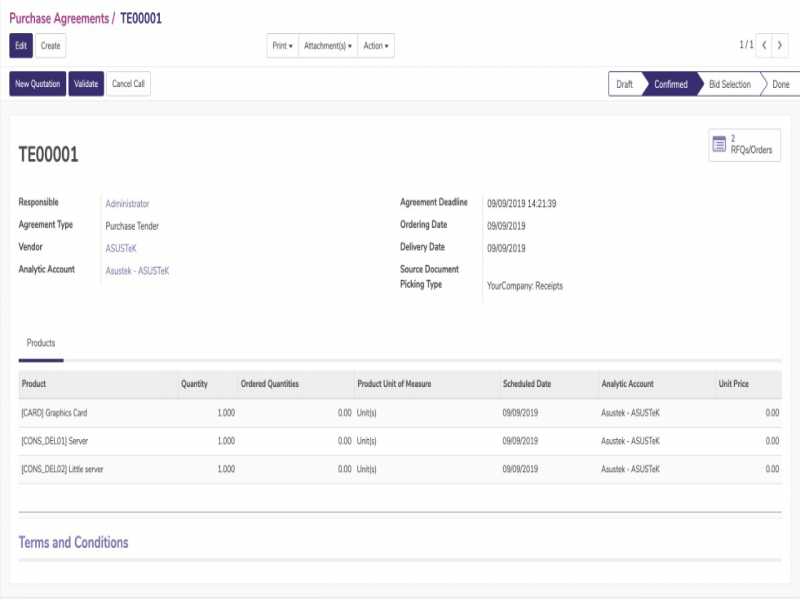 Purchase Agreements / TE00001
Edit Create Print Attachment(s) Action 1 / 1
New Quotation Validate Cancel Call Draft Confirmed Bid Selection Done
2
RFQs/Orders
TE00001
Responsible Administrator Agreement Deadline 09/09/2019 14:21:39
Agreement Type Purchase Tender Ordering Date 09/09/2019
Vendor ASUSTeK Delivery Date 09/09/2019
Analytic Account Asustek - ASUSTeK Source Document
Picking Type YourCompany: Receipts
Products
Product Quantity Ordered Quantities Product Unit of Measure Scheduled Date Analytic Account Unit Price
[CARD] Graphics Card 1.000 0.00 Unit(s) 09/09/2019 Asustek - ASUSTeK 0.00
[CONS_DEL01] Server 1.000 0.00 Unit(s) 09/09/2019 Asustek - ASUSTeK 0.00
[CONS_DEL02] Little server 1.000 0.00 Unit(s) 09/09/2019 Asustek - ASUSTeK 0.00
Terms and Conditions